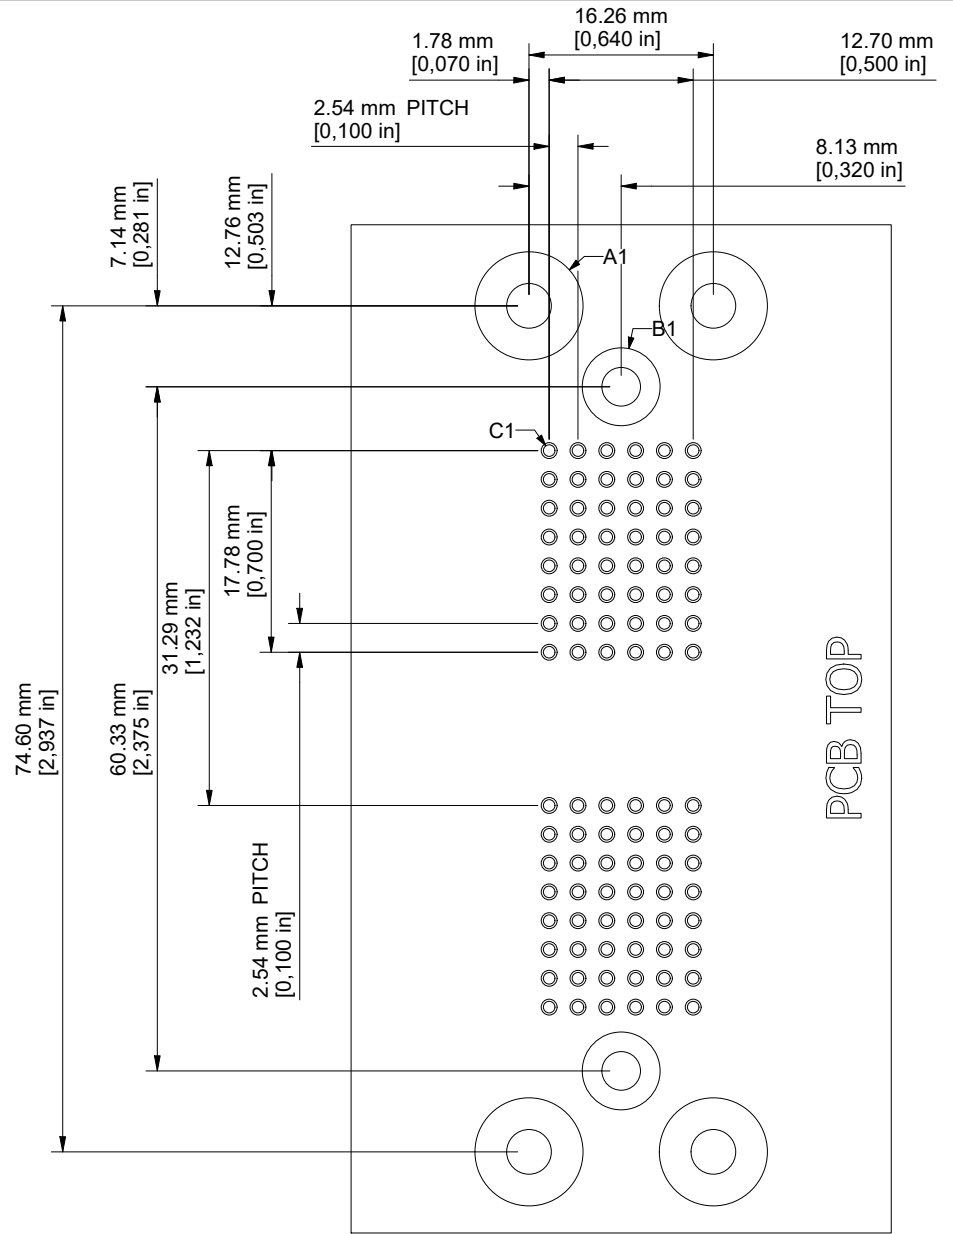 16.26 mm
[0,640 in]
1.78 mm
[0,070 in]
12.70 mm
[0,500 in]
2.54 mm PITCH
[0,100 in]
8.13 mm
[0,320 in]
7.14 mm
[0,281 in]
12.76 mm
[0,503 in]
A1
B1
C1
17.78 mm
[0,700 in]
31.29 mm
[1,232 in]
74.60 mm
[2,937 in]
60.33 mm
[2,375 in]
PCB TOP
2.54 mm PITCH
[0,100 in]